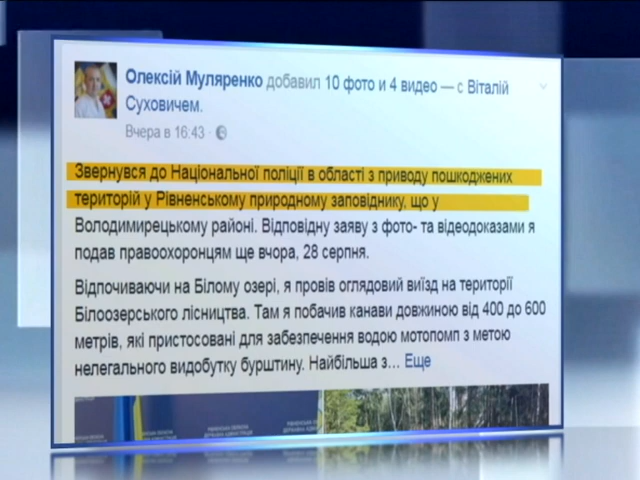 Олексій Муляренко добавил 10 фото и 4 видео — с Віталій
Суховичем.
Вчера в 16:43 ·
Звернувся до Національної поліції в області з приводу пошкоджених
територій у Рівненському природному заповіднику, що у
Володимирецькому районі. Відповідну заяву з фото- та відеодоказами я
подав правоохоронцям ще вчора, 28 серпня.
Відпочиваючи на Білому озері, я провів оглядовий виїзд на території
Білоозерського лісництва. Там я побачив канави довжиною від 400 до 600
метрів, які пристосовані для забезпечення водою мотопомп з метою
нелегального видобутку бурштину. Найбільша з... Еще